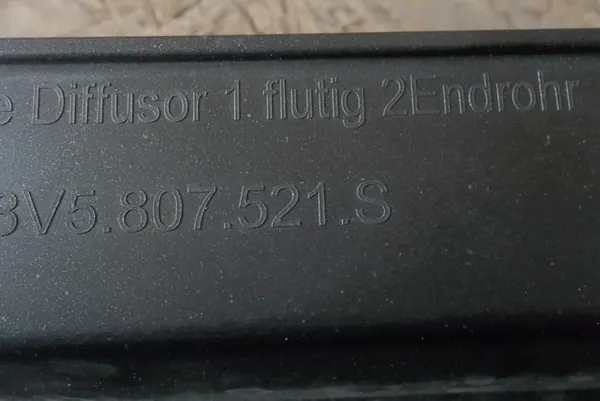 e Diffusor 1 flutig 2Endrohr
3V5.807.521.S